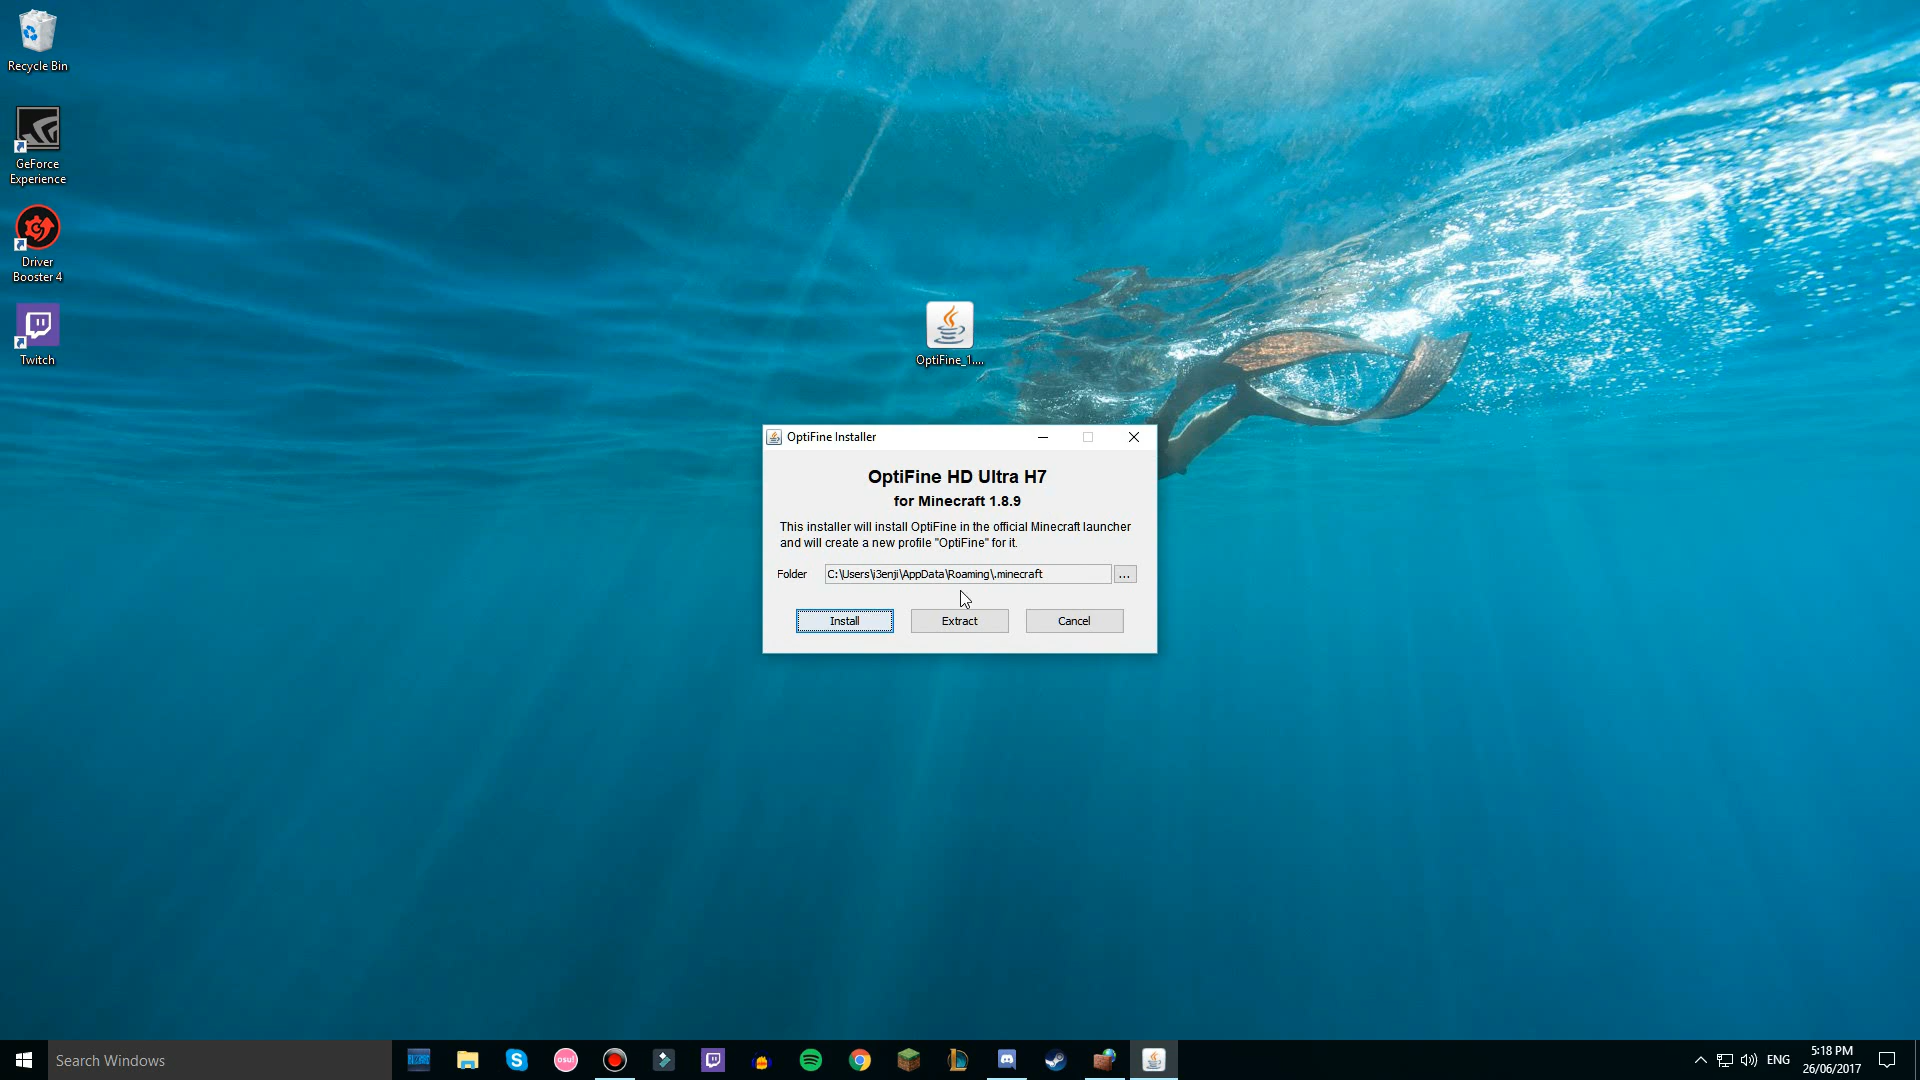 Recycle Bin
GeForce
Experience
Driver
Booster 4
Twitch
OptiFine_1....
OptiFine Installer
OptiFine HD Ultra H7
for Minecraft 1.8.9
This installer will install OptiFine in the official Minecraft launcher
and will create a new profile "OptiFine" for it.
Folder
C:\Users\i3enji\AppData\Roaming\.minecraft
...
Install
Extract
Cancel
Search Windows
osu!
ENG
5:18 PM
26/06/2017